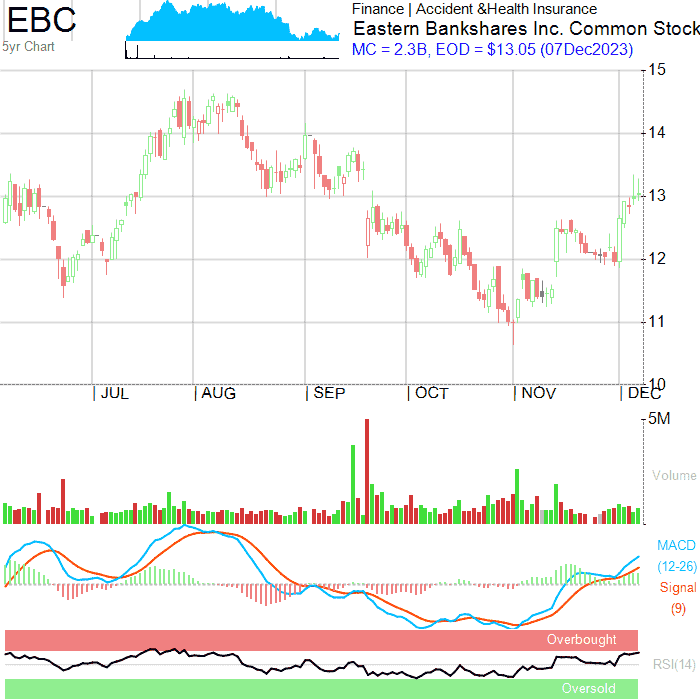 EBC
5yr Chart
Finance | Accident &Health Insurance
Eastern Bankshares Inc. Common Stock
MC = 2.3B, EOD = $13.05 (07Dec2023)
15
14
13
12
11
10
JUL AUG SEP OCT NOV DEC
5M
Volume
MACD
(12-26)
Signal
(9)
Overbought
RSI(14)
Oversold